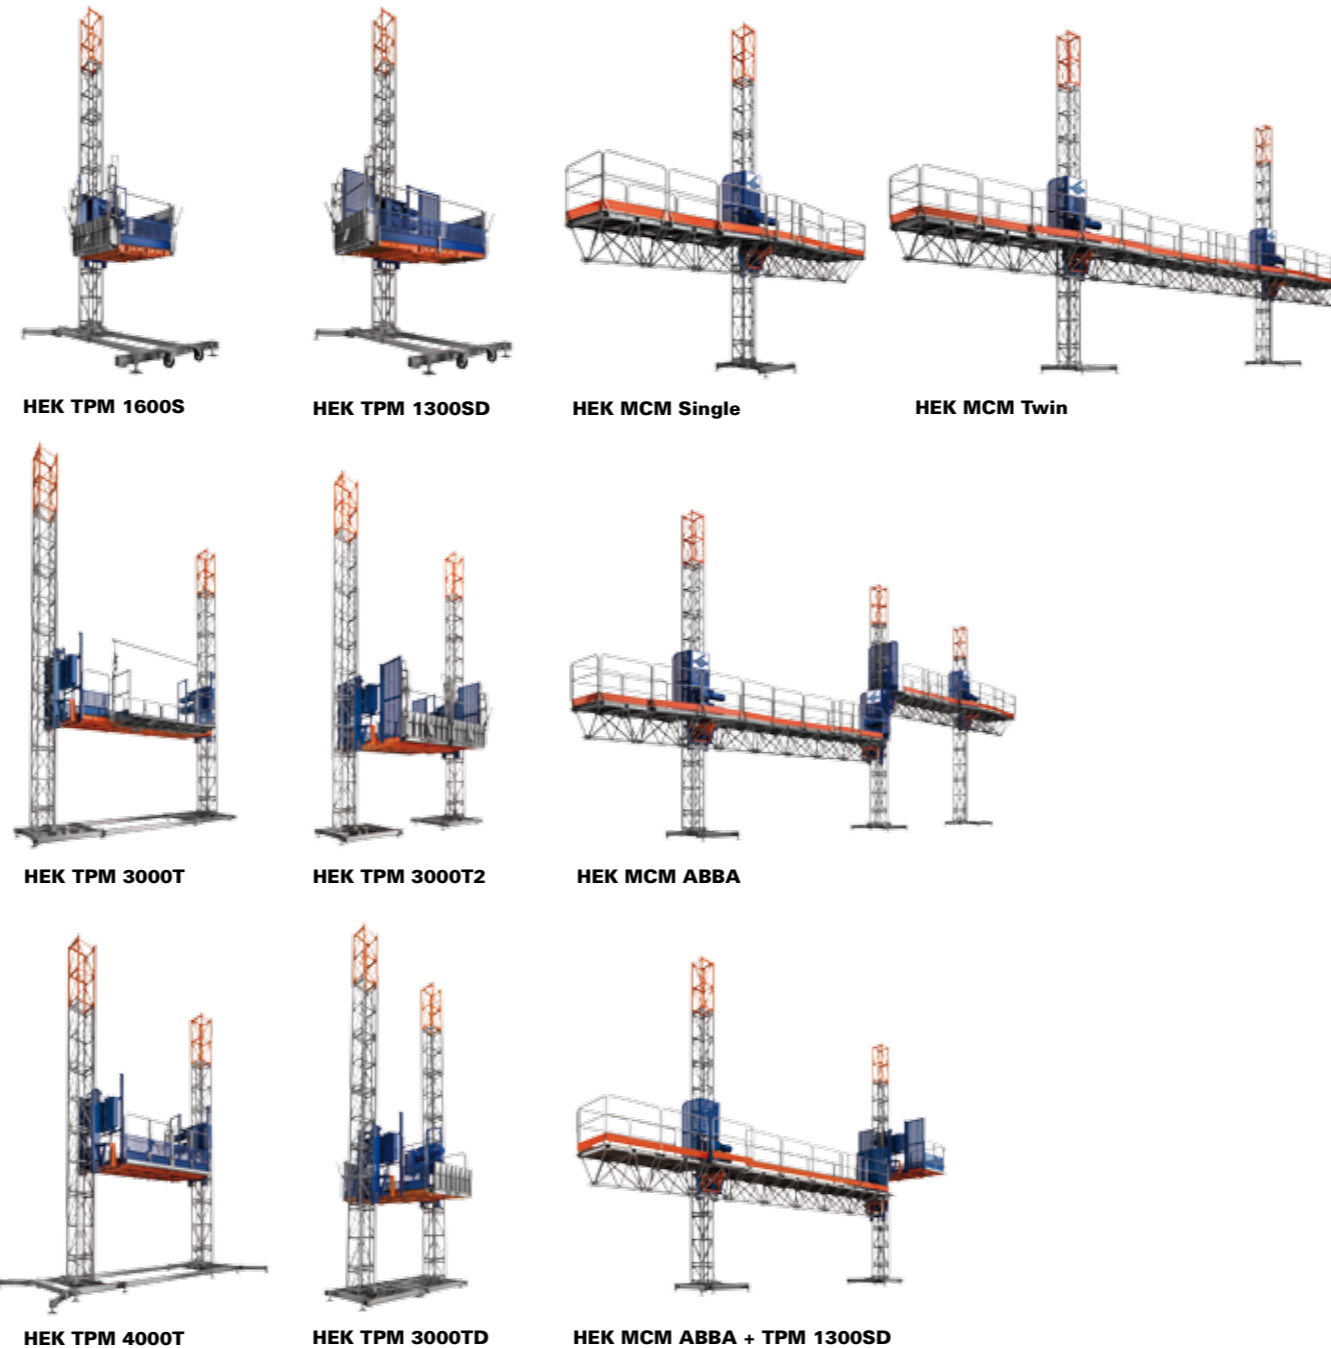 HEK TPM 1600S
HEK TPM 1300SD
HEK MCM Single
HEK MCM Twin
HEK TPM 3000T
HEK TPM 3000T2
HEK MCM ABBA
HEK TPM 4000T
HEK TPM 3000TD
HEK MCM ABBA + TPM 1300SD